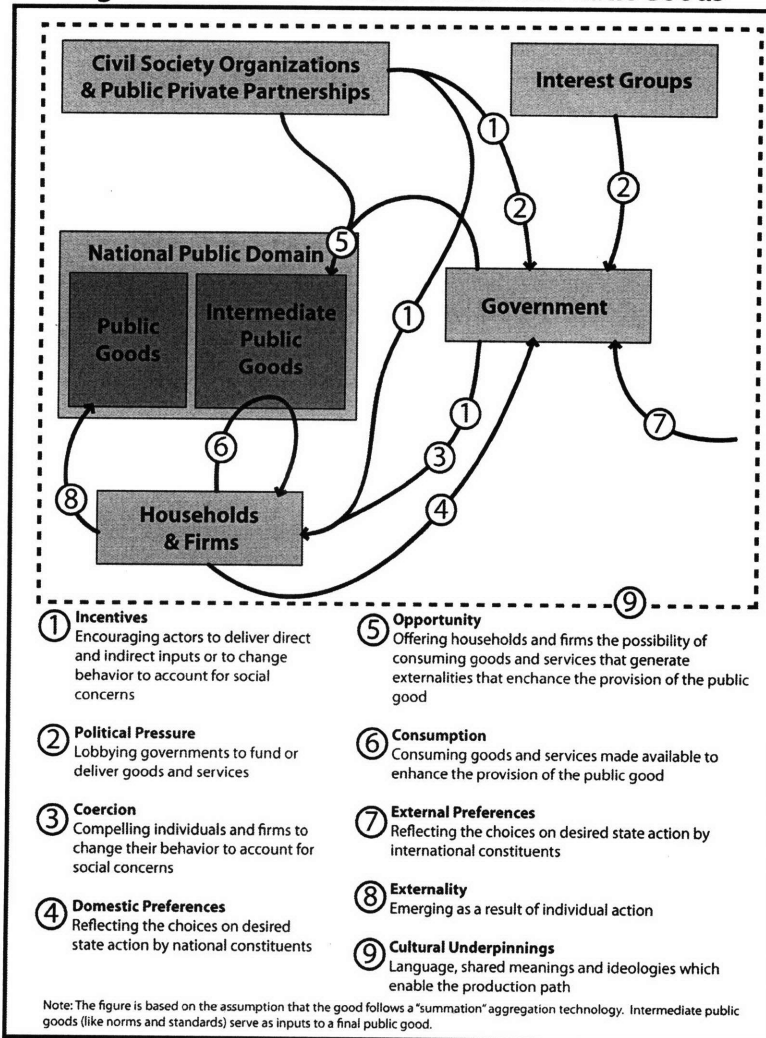 Civil Society Organizations
& Public Private Partnerships
Interest Groups
1
2
2
5
National Public Domain
Public
Goods
Intermediate
Public
Goods
Government
1
1
3
6
7
8
4
Households
& Firms
9
1 Incentives
Encouraging actors to deliver direct
and indirect inputs or to change
behavior to account for social
concerns
2 Political Pressure
Lobbying governments to fund or
deliver goods and services
3 Coercion
Compelling individuals and firms to
change their behavior to account for
social concerns
4 Domestic Preferences
Reflecting the choices on desired
state action by national constituents
5 Opportunity
Offering households and firms the possibility of
consuming goods and services that generate
externalities that enchance the provision of the public
good
6 Consumption
Consuming goods and services made available to
enhance the provision of the public good
7 External Preferences
Reflecting the choices on desired state action by
international constituents
8 Externality
Emerging as a result of individual action
9 Cultural Underpinnings
Language, shared meanings and ideologies which
enable the production path
Note: The figure is based on the assumption that the good follows a "summation" aggregation technology. Intermediate public
goods (like norms and standards) serve as inputs to a final public good.